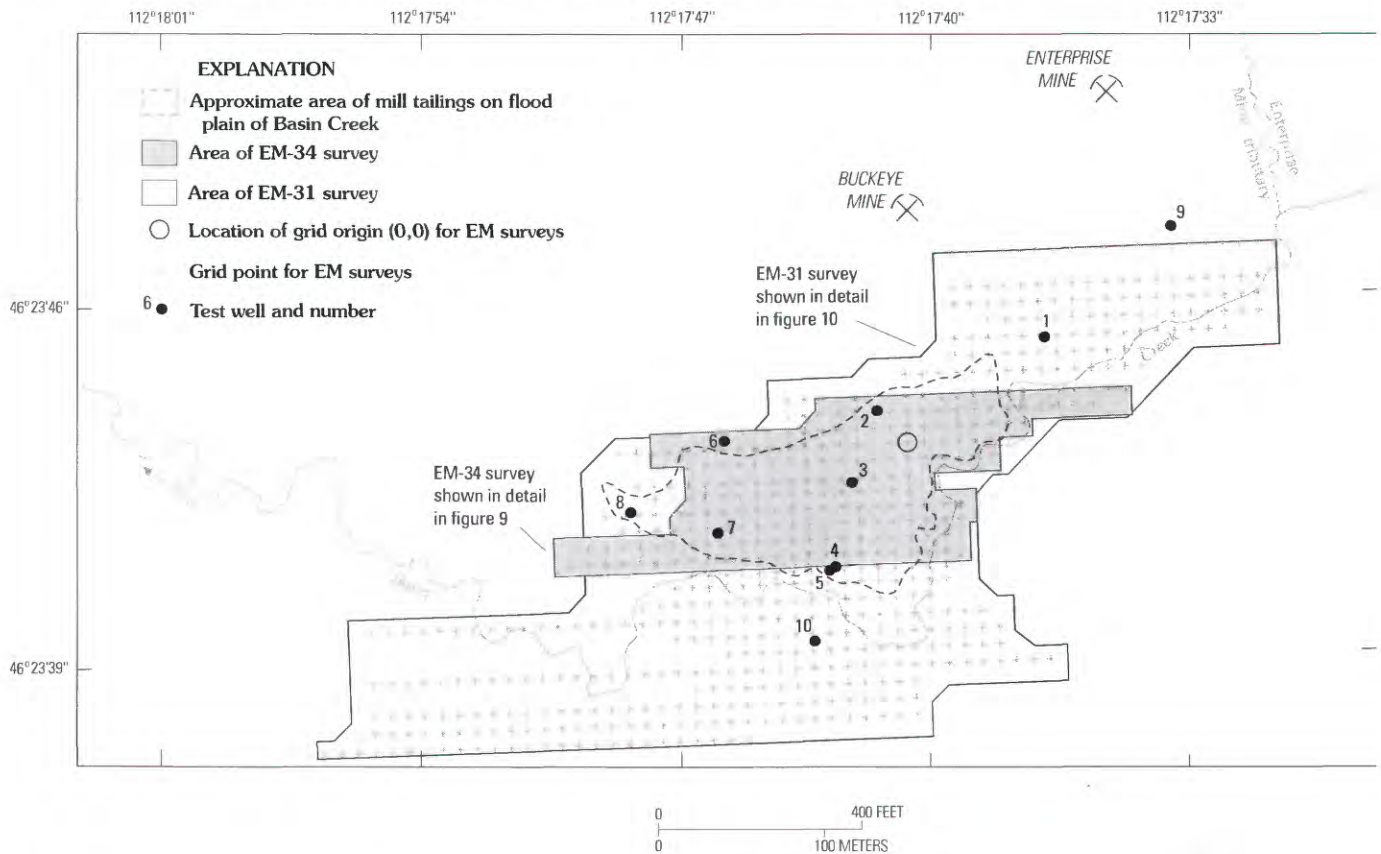 112°18'01"
112°17'54"
112°17'47"
112°17'40"
112°17'33"
EXPLANATION
Approximate area of mill tailings on flood
plain of Basin Creek
Area of EM-34 survey
Area of EM-31 survey
Location of grid origin (0,0) for EM surveys
Grid point for EM surveys
6
Test well and number
ENTERPRISE
MINE
Enterprise
Mine tributary
BUCKEYE
MINE
9
46°23'46"
EM-31 survey
shown in detail
in figure 10
1
Creek
2
6
3
EM-34 survey
shown in detail
in figure 9
8
7
4
5
10
46°23'39"
0
400 FEET
0
100 METERS